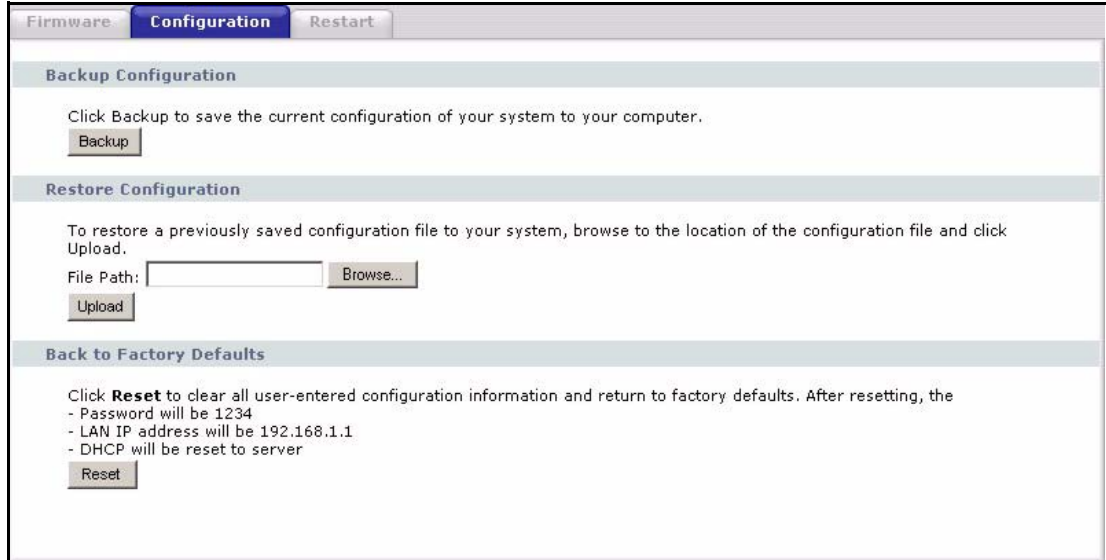 Firmware Configuration Restart
Backup Configuration
Click Backup to save the current configuration of your system to your computer.
Backup
Restore Configuration
To restore a previously saved configuration file to your system, browse to the location of the configuration file and click
Upload.
File Path: Browse...
Upload
Back to Factory Defaults
Click Reset to clear all user-entered configuration information and return to factory defaults. After resetting, the
- Password will be 1234
- LAN IP address will be 192.168.1.1
- DHCP will be reset to server
Reset